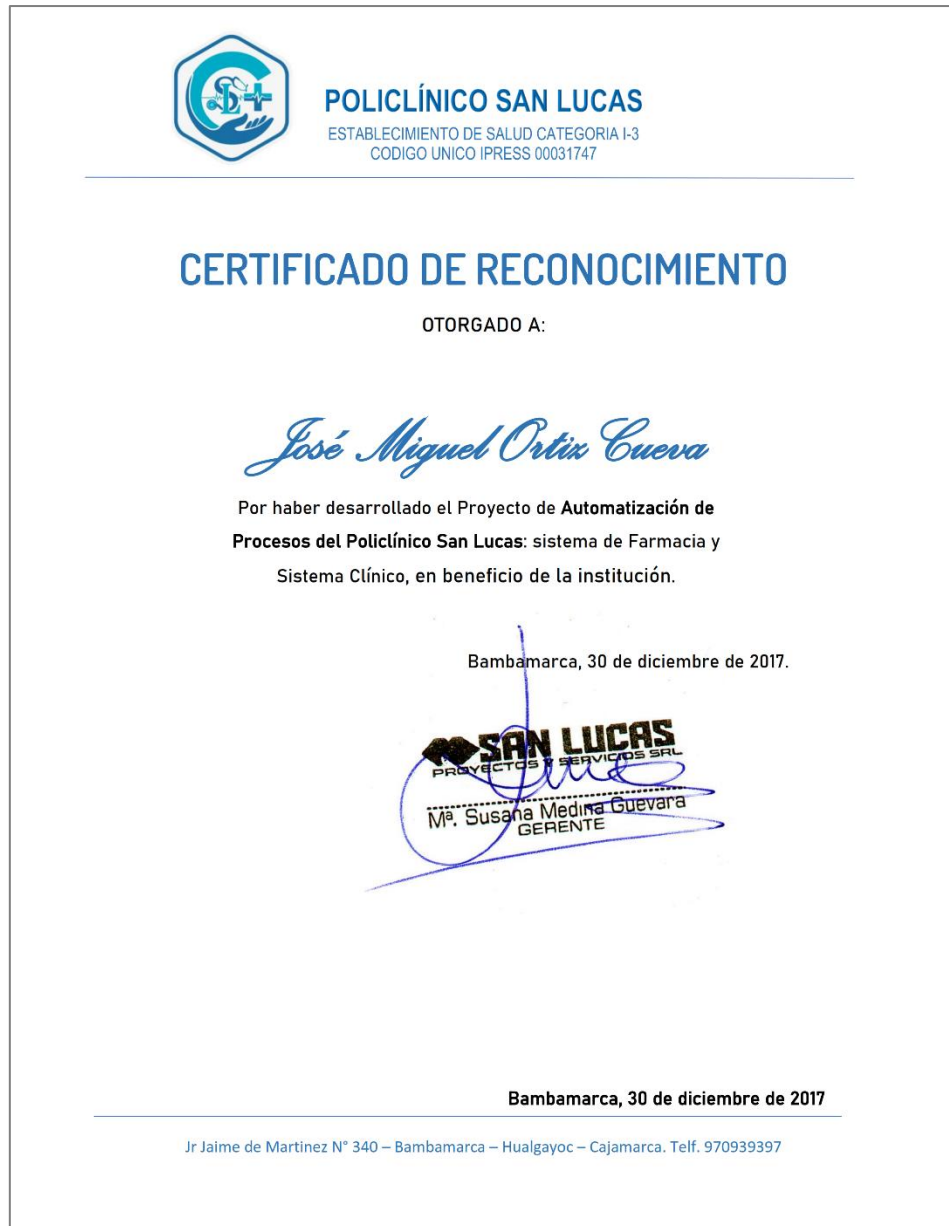 POLICLÍNICO SAN LUCAS
ESTABLECIMIENTO DE SALUD CATEGORIA I-3
CODIGO UNICO IPRESS 00031747
CERTIFICADO DE RECONOCIMIENTO
OTORGADO A:
José Miguel Ortiz Cueva
Por haber desarrollado el Proyecto de Automatización de
Procesos del Policlínico San Lucas: sistema de Farmacia y
Sistema Clínico, en beneficio de la institución.
Bambamarca, 30 de diciembre de 2017.
SAN LUCAS
PROYECTOS Y SERVICIOS SRL
Mª. Susana Medina Guevara
GERENTE
Bambamarca, 30 de diciembre de 2017
Jr Jaime de Martinez N° 340 – Bambamarca – Hualgayoc – Cajamarca. Telf. 970939397